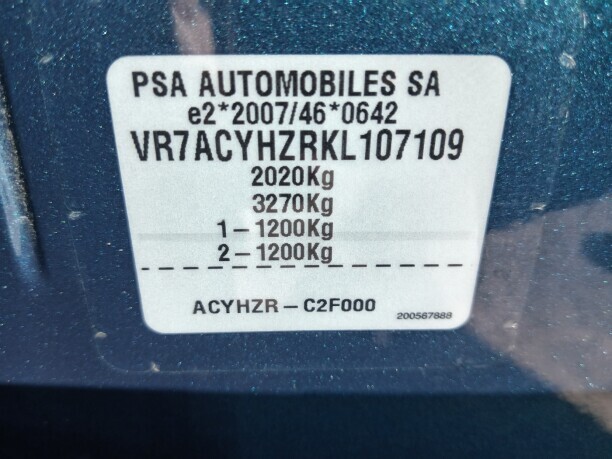 PSA AUTOMOBILES SA
e2*2007/46*0642
VR7ACYHZRKL107109
2020Kg
3270Kg
1-1200Kg
2-1200Kg
ACYHZR-C2F000
200567888